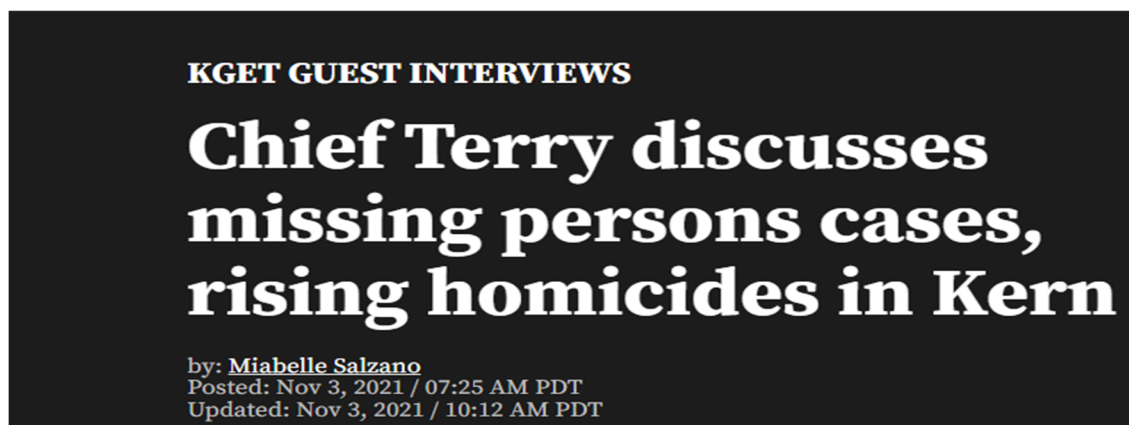 KGET GUEST INTERVIEWS
Chief Terry discusses
missing persons cases,
rising homicides in Kern
by: Miabelle Salzano
Posted: Nov 3, 2021 / 07:25 AM PDT
Updated: Nov 3, 2021 / 10:12 AM PDT